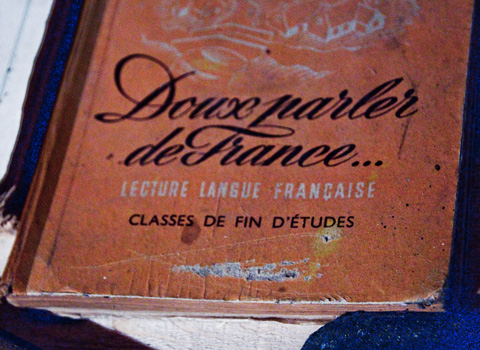 Doux parler
de France...
LECTURE LANGUE FRANÇAISE
CLASSES DE FIN D'ÉTUDES